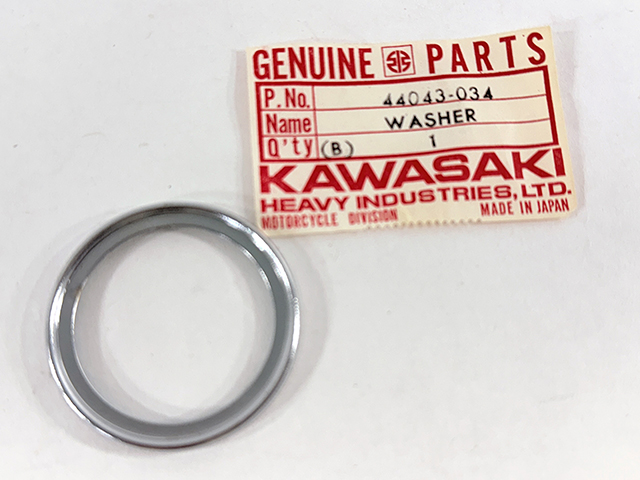 GENUINE PARTS
P. No. 44043-034
Name WASHER
Q'ty (B) 1
KAWASAKI
HEAVY INDUSTRIES, LTD.
MOTORCYCLE DIVISION MADE IN JAPAN